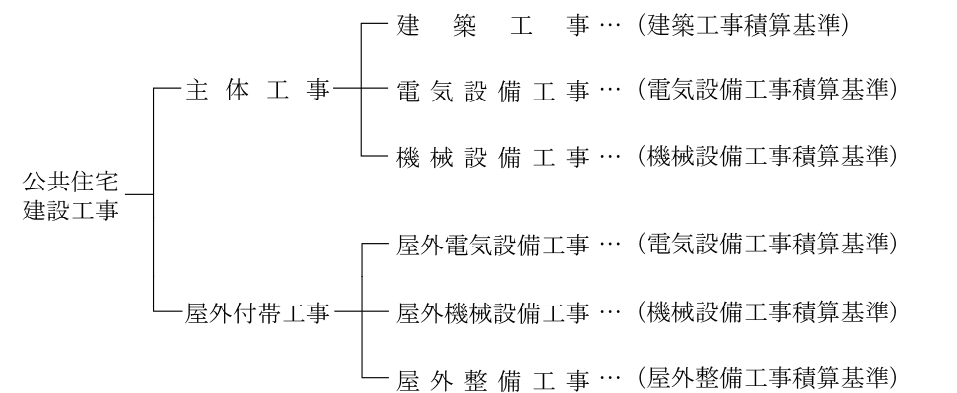 公共住宅
建設工事
主体工事
建築工事…(建築工事積算基準)
電気設備工事…(電気設備工事積算基準)
機械設備工事…(機械設備工事積算基準)
屋外付帯工事
屋外電気設備工事…(電気設備工事積算基準)
屋外機械設備工事…(機械設備工事積算基準)
屋外整備工事…(屋外整備工事積算基準)